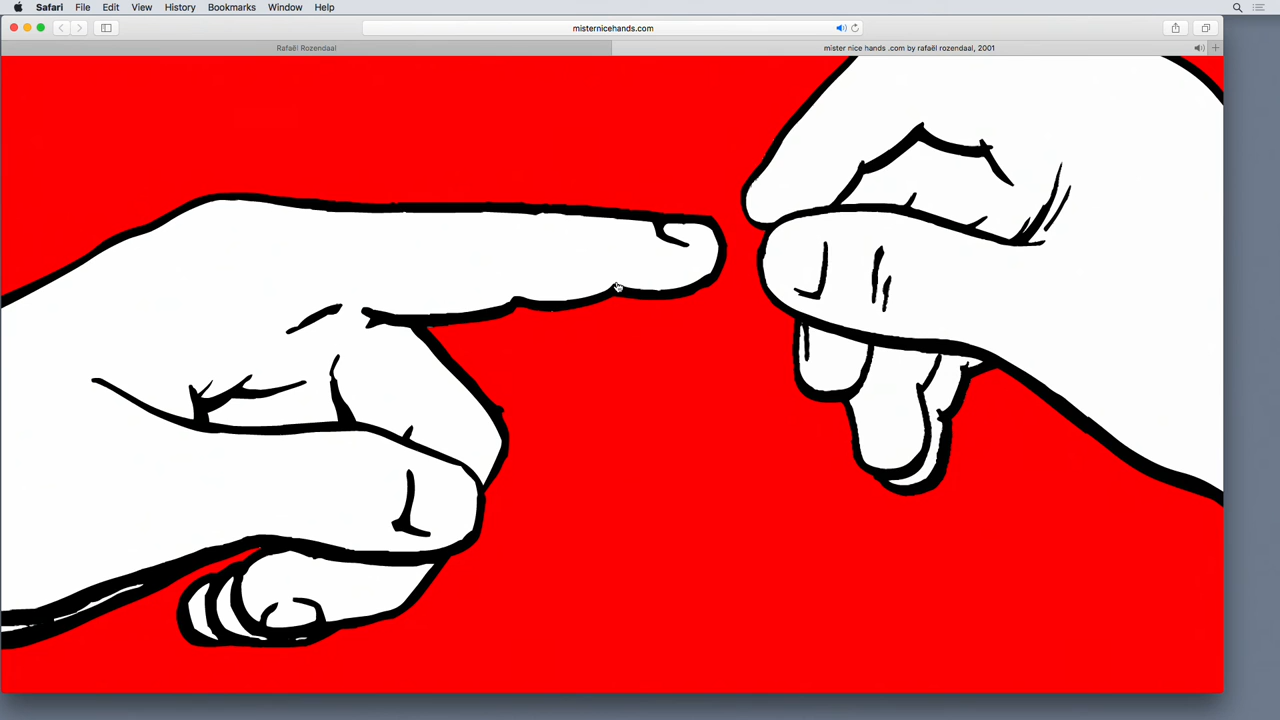 Safari File Edit View History Bookmarks Window Help
misternicehands.com
Rafaël Rozendaal
mister nice hands .com by rafaël rozendaal, 2001